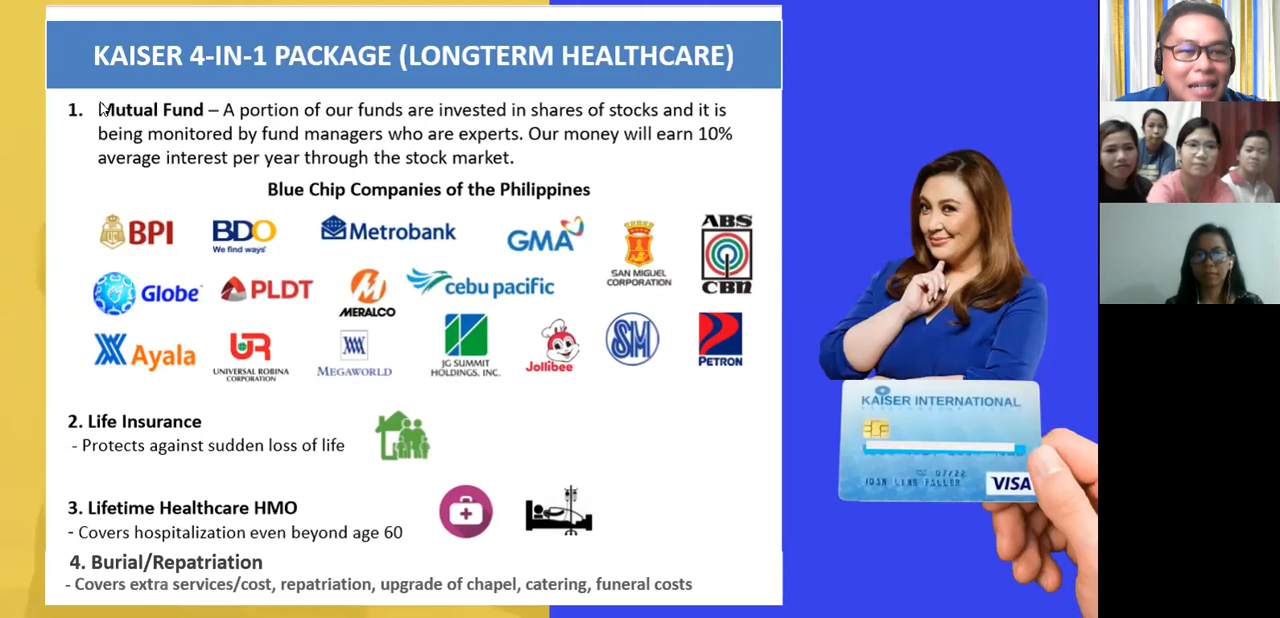 KAISER 4-IN-1 PACKAGE (LONGTERM HEALTHCARE)
1. Mutual Fund – A portion of our funds are invested in shares of stocks and it is
being monitored by fund managers who are experts. Our money will earn 10%
average interest per year through the stock market.
Blue Chip Companies of the Philippines
BPI
BDO
We find ways
Metrobank
GMA
SAN MIGUEL
CORPORATION
ABS
CBN
Globe
PLDT
MERALCO
cebu pacific
Ayala
UNIVERSAL ROBINA
CORPORATION
MEGAWORLD
JG SUMMIT
HOLDINGS, INC.
Jollibee
SM
PETRON
2. Life Insurance
- Protects against sudden loss of life
3. Lifetime Healthcare HMO
- Covers hospitalization even beyond age 60
4. Burial/Repatriation
- Covers extra services/cost, repatriation, upgrade of chapel, catering, funeral costs
KAISER INTERNATIONAL
07/22
VISA